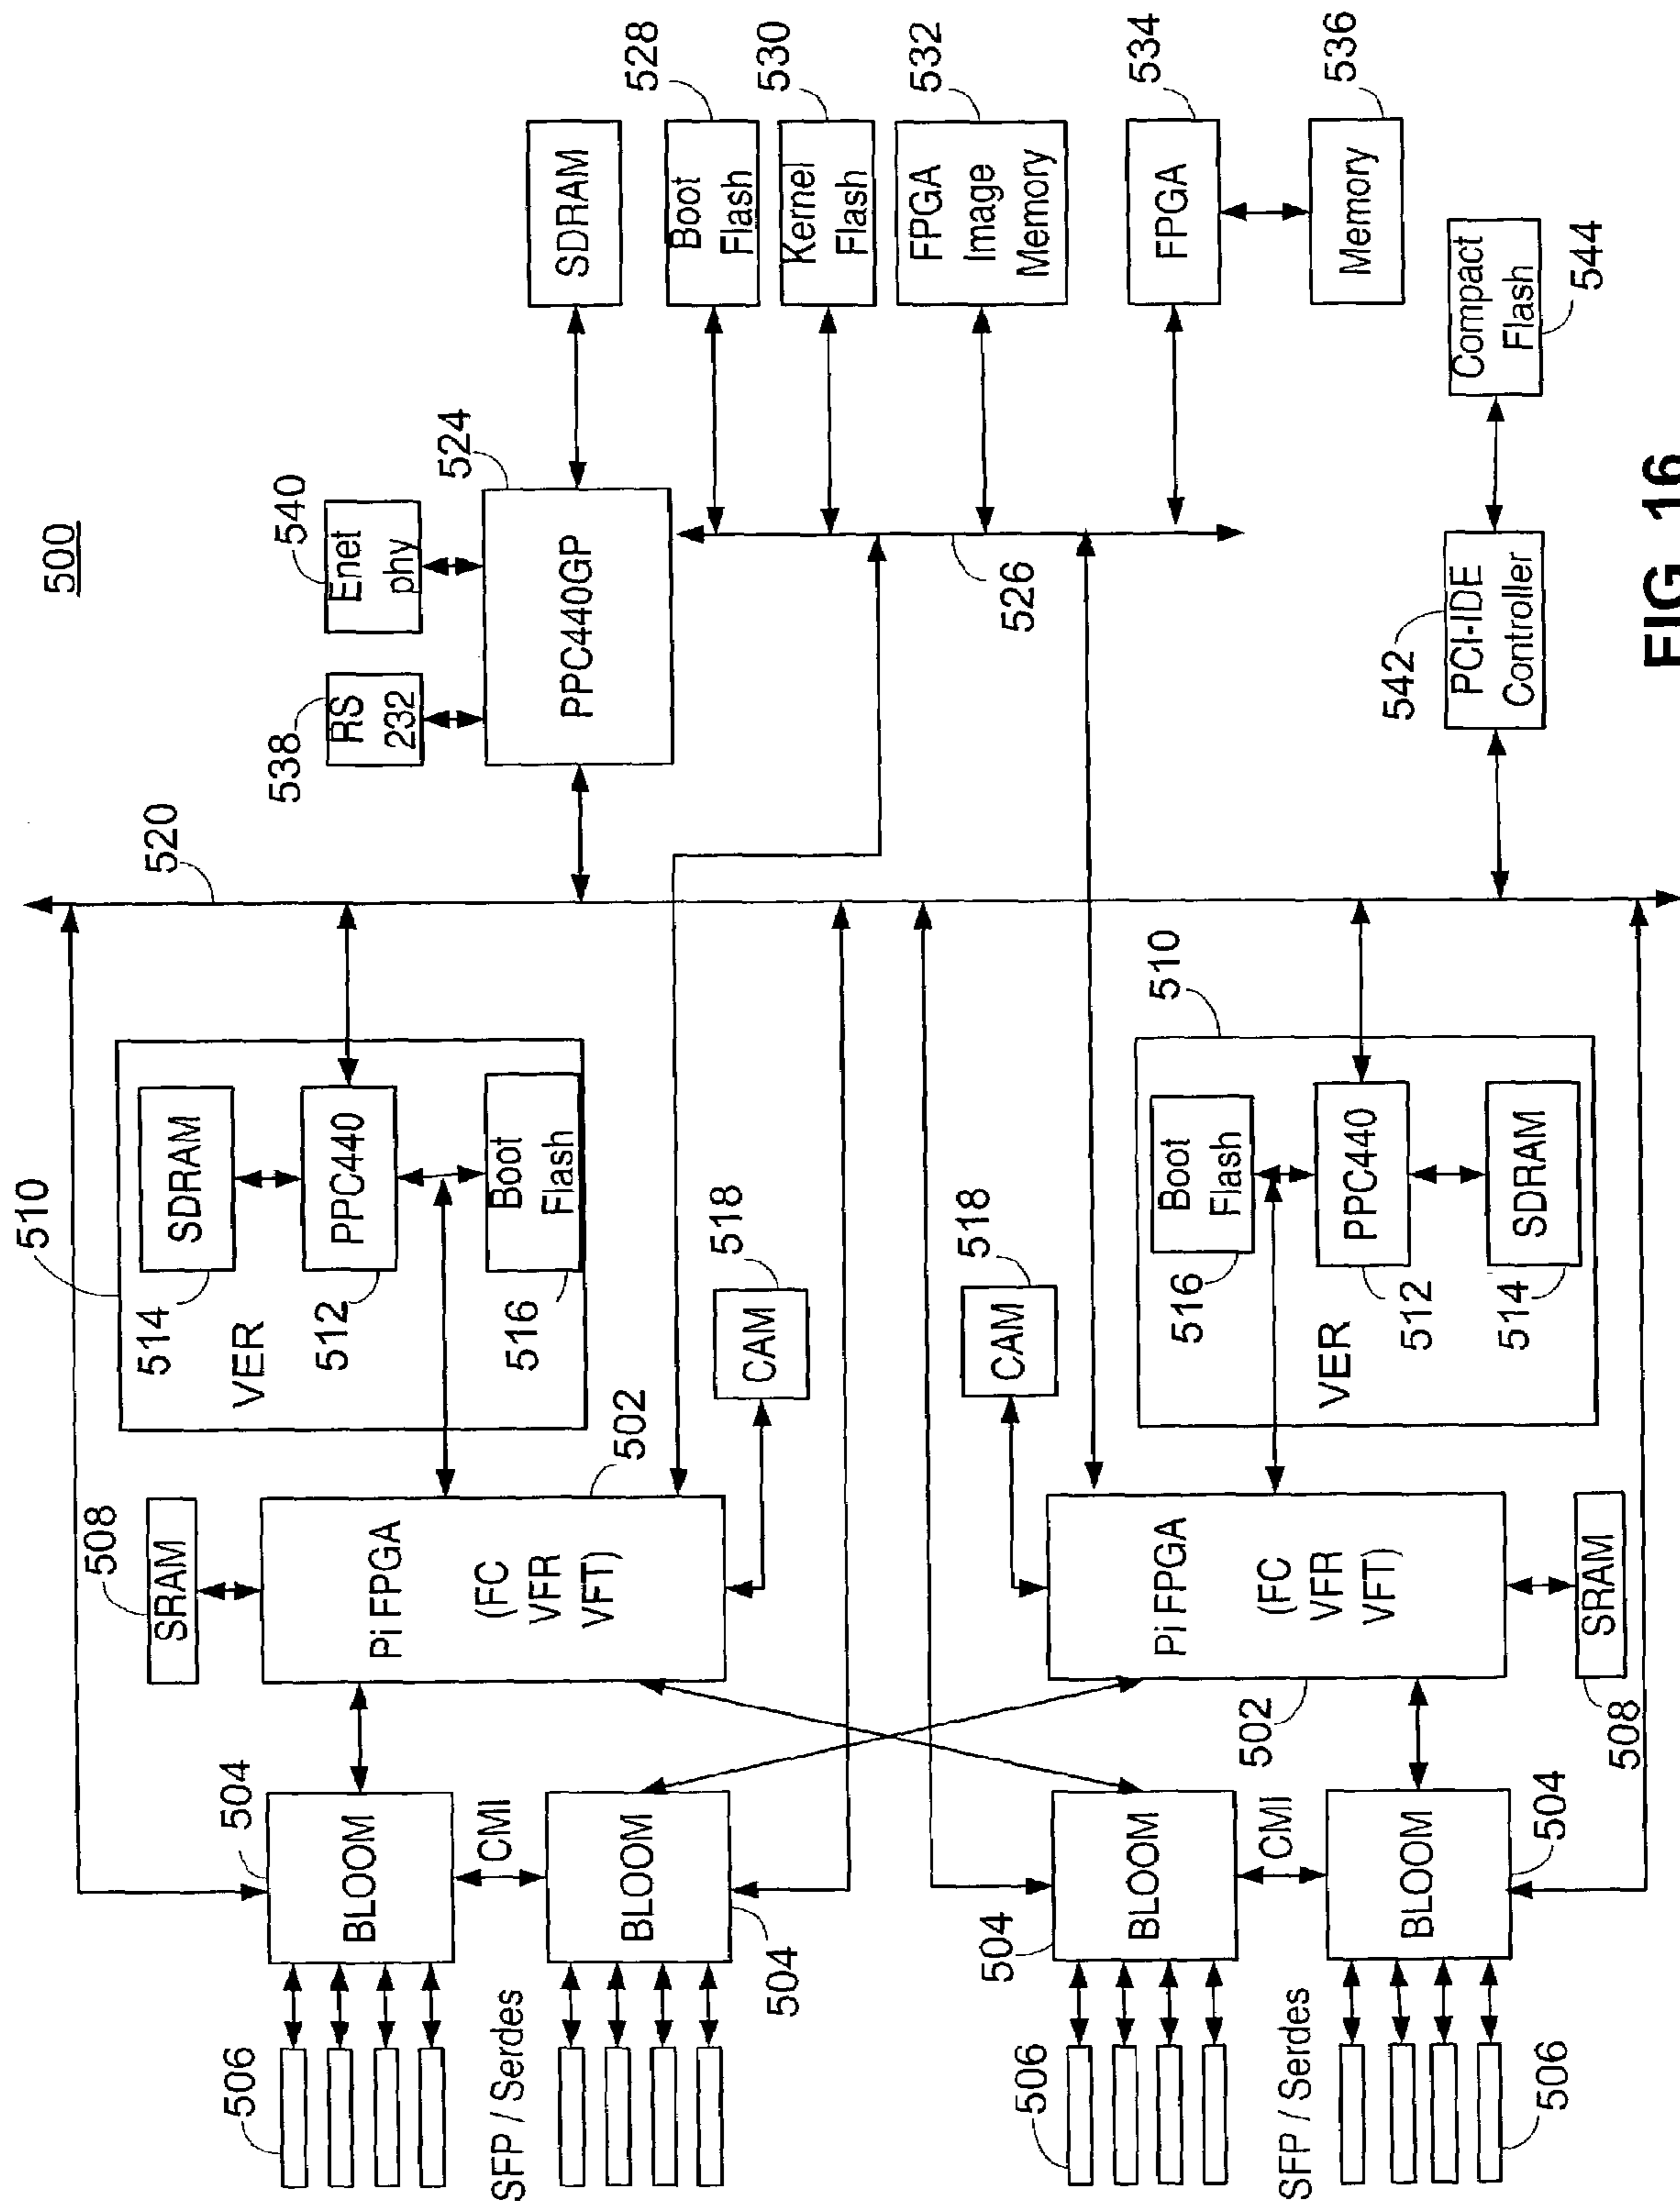 500
528
530
532
534
536
SDRAM
Boot
Flash
Kernel
Flash
FPGA
Image
Memory
FPGA
Memory
Compact
Flash
544
524
540
Enet
phy
538
RS
232
PPC440GP
526
542
PCI-IDE
Controller
FIG 16
520
510
514
SDRAM
VER
512
PPC440
516
Boot
Flash
518
CAM
518
CAM
510
516
Boot
Flash
VER
512
PPC440
514
SDRAM
508
SRAM
502
Pi FPGA
(FC
VFR
VFT)
Pi FPGA
(FC
VFR
VFT)
502
SRAM
508
504
BLOOM
CMI
BLOOM
504
504
BLOOM
CMI
BLOOM
504
506
SFP / Serdes
506
SFP / Serdes
506